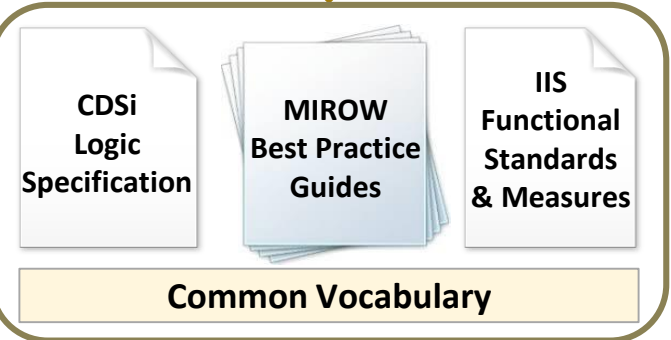 CDSi
Logic
Specification
MIROW
Best Practice
Guides
IIS
Functional
Standards
& Measures
Common Vocabulary